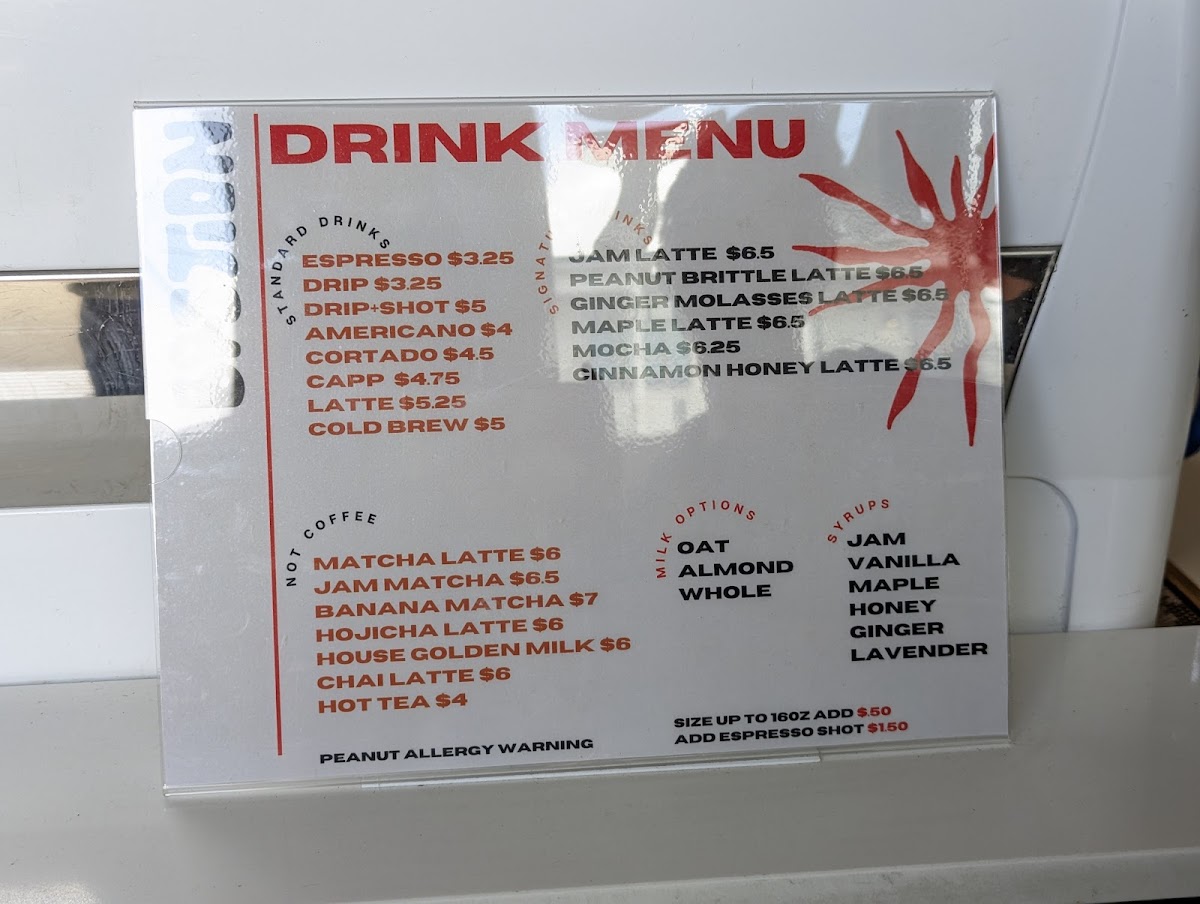 DRINK MENU
STANDARD DRINKS
ESPRESSO $3.25
DRIP $3.25
DRIP+SHOT $5
AMERICANO $4
CORTADO $4.5
CAPP $4.75
LATTE $5.25
COLD BREW $5
JAM LATTE $6.5
PEANUT BRITTLE LATTE $6.5
GINGER MOLASSES LATTE $6.5
MAPLE LATTE $6.5
MOCHA $6.25
CINNAMON HONEY LATTE $6.5
NOT COFFEE
MATCHA LATTE $6
JAM MATCHA $6.5
BANANA MATCHA $7
HOJICHA LATTE $6
HOUSE GOLDEN MILK $6
CHAI LATTE $6
HOT TEA $4
MILK OPTIONS
OAT
ALMOND
WHOLE
SYRUPS
JAM
VANILLA
MAPLE
HONEY
GINGER
LAVENDER
SIZE UP TO 16OZ ADD $.50
ADD ESPRESSO SHOT $1.50
PEANUT ALLERGY WARNING